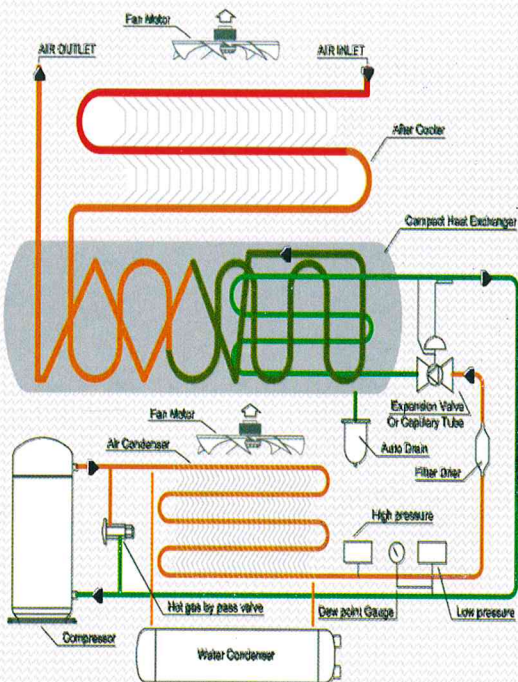 Fan Motor
AIR OUTLET
AIR INLET
After Cooler
Compact Heat Exchanger
Expansion Valve
Or Capillary Tube
Fan Motor
Air Condenser
Auto Drain
Filter Drier
High pressure
Hot gas by pass valve
Dew point Gauge
Low pressure
Compressor
Water Condenser